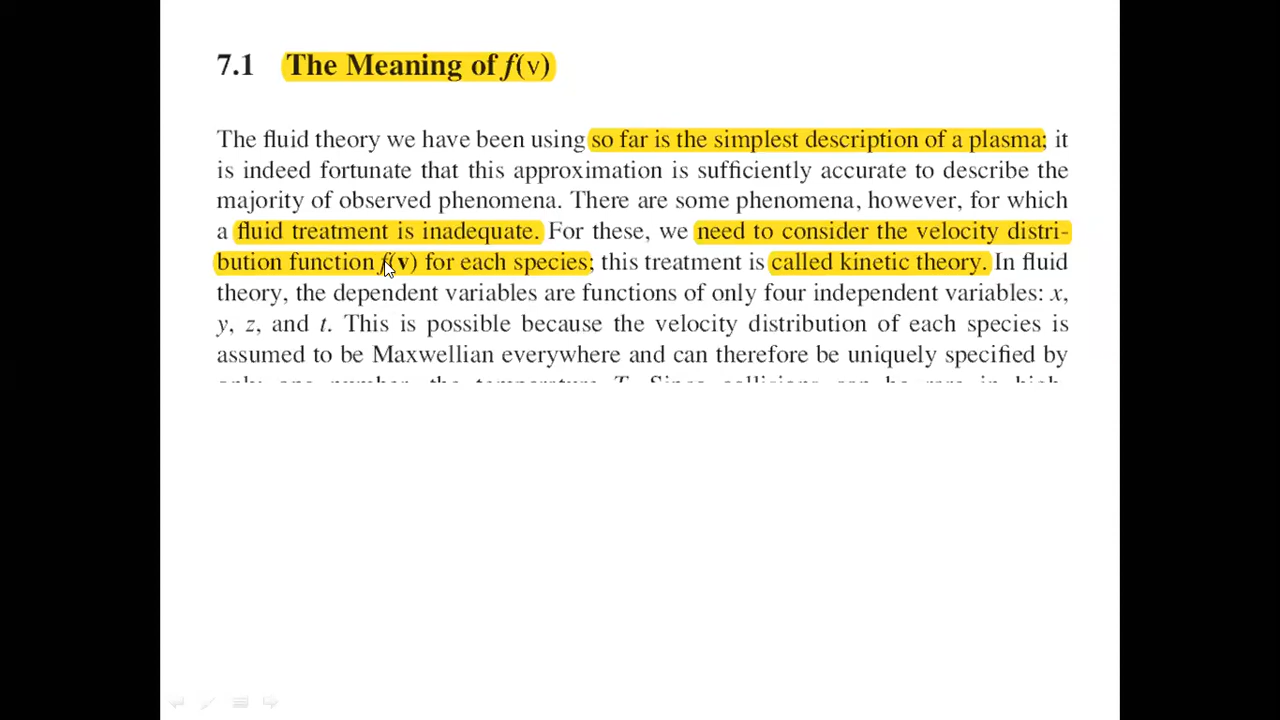 7.1 The Meaning of f(v)
The fluid theory we have been using so far is the simplest description of a plasma; it
is indeed fortunate that this approximation is sufficiently accurate to describe the
majority of observed phenomena. There are some phenomena, however, for which
a fluid treatment is inadequate. For these, we need to consider the velocity distri-
bution function f(v) for each species; this treatment is called kinetic theory. In fluid
theory, the dependent variables are functions of only four independent variables: x,
y, z, and t. This is possible because the velocity distribution of each species is
assumed to be Maxwellian everywhere and can therefore be uniquely specified by